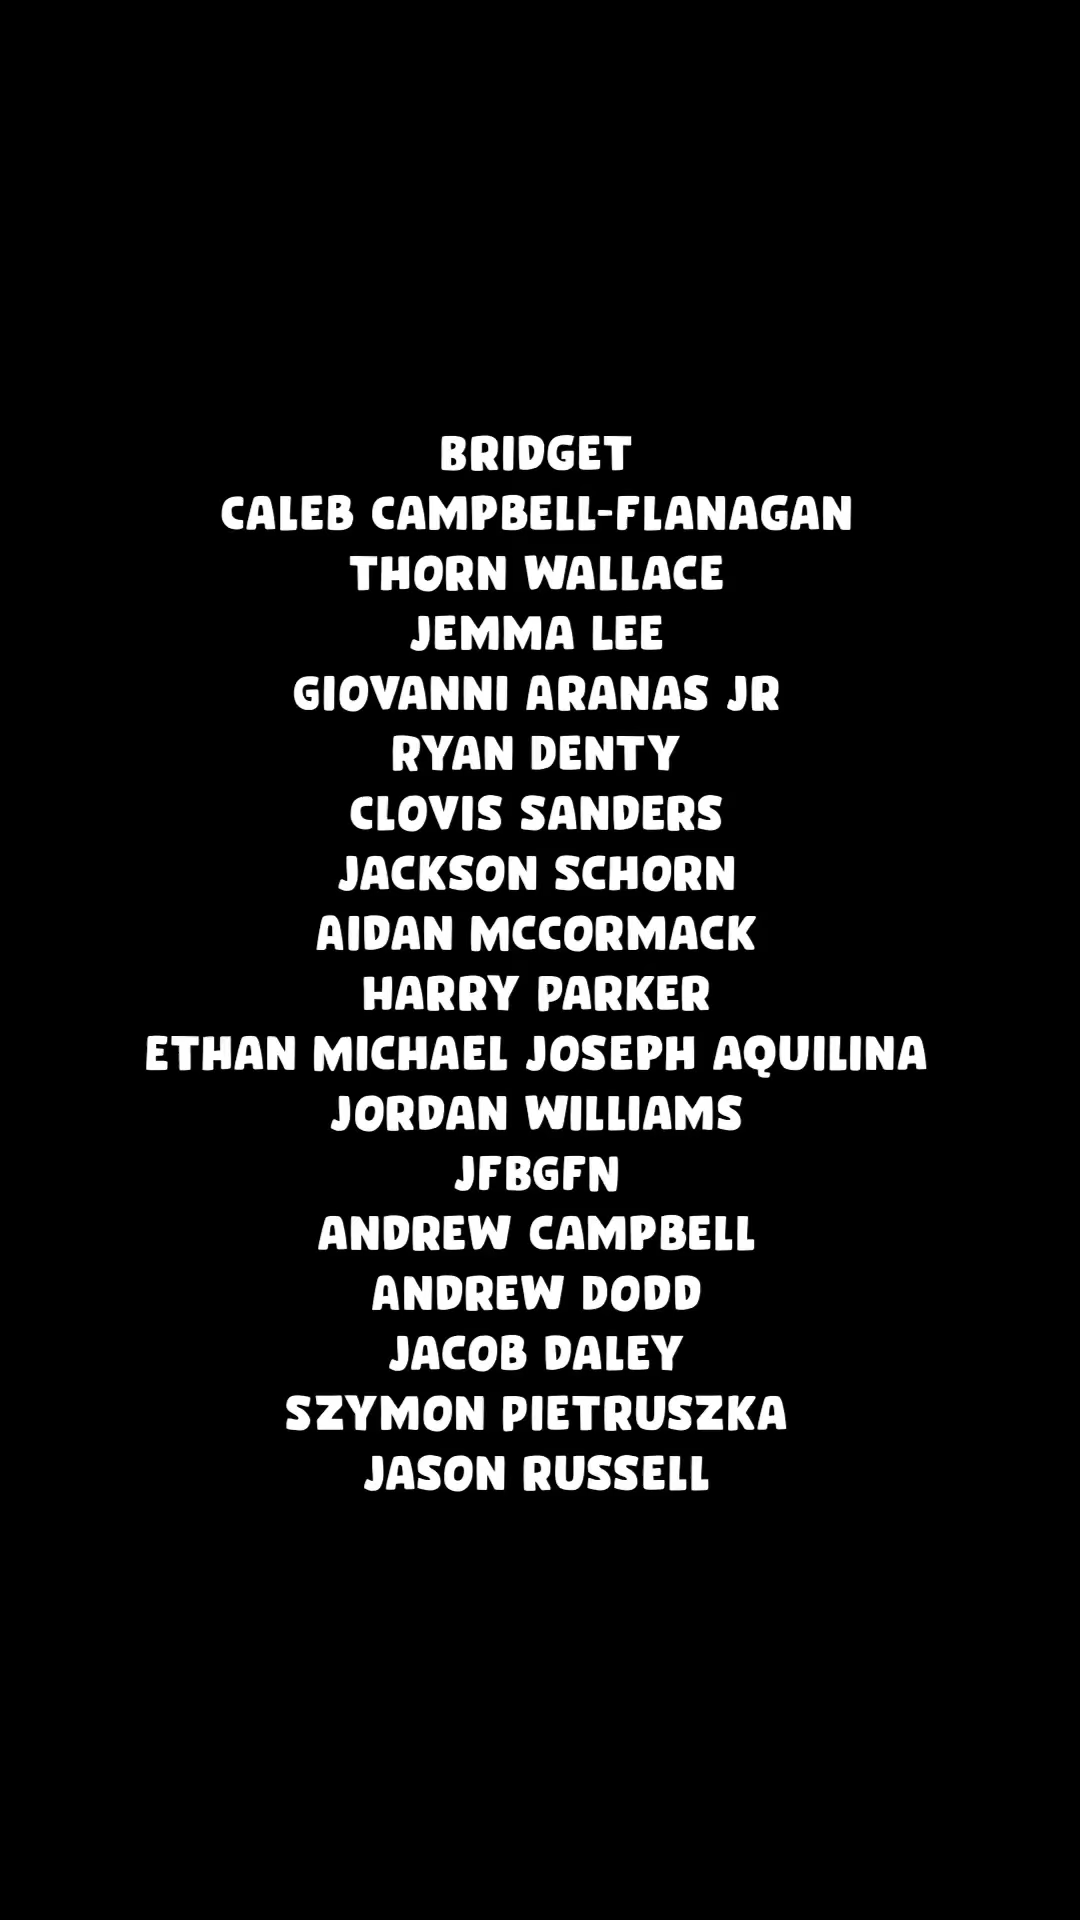 BRIDGET
CALEB CAMPBELL-FLANAGAN
THORN WALLACE
JEMMA LEE
GIOVANNI ARANAS JR
RYAN DENTY
CLOVIS SANDERS
JACKSON SCHORN
AIDAN MCCORMACK
HARRY PARKER
ETHAN MICHAEL JOSEPH AQUILINA
JORDAN WILLIAMS
JFBGFN
ANDREW CAMPBELL
ANDREW DODD
JACOB DALEY
SZYMON PIETRUSZKA
JASON RUSSELL